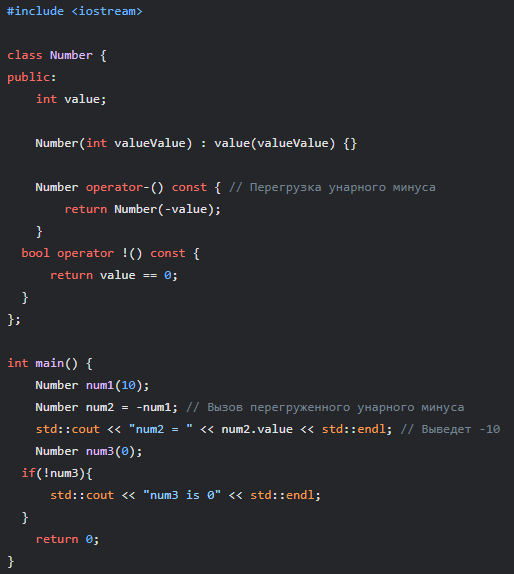 #include <iostream>

class Number {
public:
    int value;

    Number(int valueValue) : value(valueValue) {}

    Number operator-() const { // Перегрузка унарного минуса
        return Number(-value);
    }
  bool operator !() const {
      return value == 0;
  }
};

int main() {
    Number num1(10);
    Number num2 = -num1; // Вызов перегруженного унарного минуса
    std::cout << "num2 = " << num2.value << std::endl; // Выведет -10
    Number num3(0);
  if(!num3){
      std::cout << "num3 is 0" << std::endl;
  }
    return 0;
}